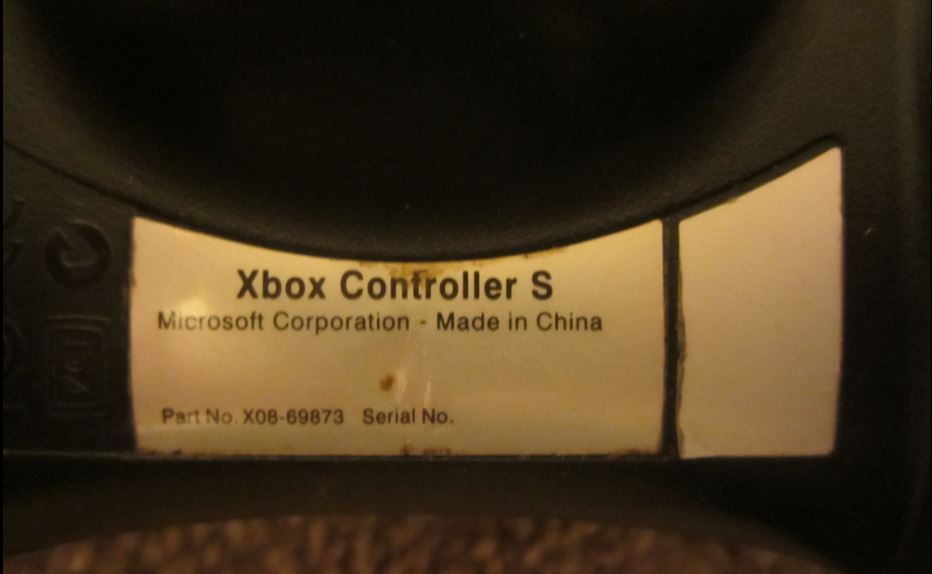 Xbox Controller S
Microsoft Corporation - Made in China
Part No. X08-69873 Serial No.